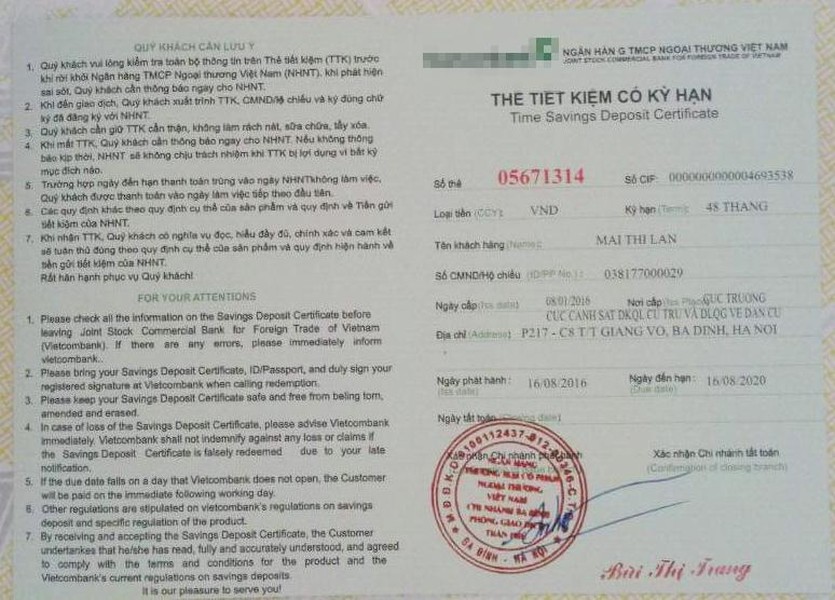 QUÝ KHÁCH CẦN LƯU Ý
1. Quý khách vui lòng kiểm tra toàn bộ thông tin trên Thẻ tiết kiệm (TTK) trước
khi rời khỏi Ngân hàng TMCP Ngoại thương Việt Nam (NHNT). khi phát hiện
sai sót, Quý khách cần thông báo ngay cho NHNT.
2. Khi đến giao dịch, Quý khách xuất trình TTK, CMND/Hộ chiếu và ký đúng chữ
ký đã đăng ký với NHNT.
3. Quý khách cần giữ TTK cẩn thận, không làm rách nát, sửa chữa, tẩy xóa.
4. Khi mất TTK, Quý khách cần thông báo ngay cho NHNT. Nếu không thông
báo kịp thời, NHNT sẽ không chịu trách nhiệm khi TTK bị lợi dụng vì bất kỳ
mục đích nào.
5. Trường hợp ngày đến hạn thanh toán trùng vào ngày NHNTkhông làm việc,
Quý khách được thanh toán vào ngày làm việc tiếp theo đầu tiên.
6. Các quy định khác theo quy định cụ thể của sản phẩm và quy định về Tiền gửi
tiết kiệm của NHNT.
7. Khi nhận TTK, Quý khách có nghĩa vụ đọc, hiểu đầy đủ, chính xác và cam kết
sẽ tuân thủ đúng theo quy định cụ thể của sản phẩm và quy định hiện hành về
tiền gửi tiết kiệm của NHNT.
Rất hân hạnh phục vụ Quý khách!
FOR YOUR ATTENTIONS
1. Please check all the information on the Savings Deposit Certificate before
leaving Joint Stock Commercial Bank for Foreign Trade of Vietnam
(Vietcombank). If there are any errors, please immediately inform
vietcombank..
2. Please bring your Savings Deposit Certificate, ID/Passport, and duly sign your
registered signature at Vietcombank when calling redemption.
3. Please keep your Savings Deposit Certificate safe and free from being torn,
amended and erased.
4. In case of loss of the Savings Deposit Certificate, please advise Vietcombank
immediately. Vietcombank shall not indemnify against any loss or claims if
the Savings Deposit Certificate is falsely redeemed due to your late
notification.
5. If the due date falls on a day that Vietcombank does not open, the Customer
will be paid on the immediate following working day.
6. Other regulations are stipulated on vietcombank's regulations on savings
deposit and specific regulation of the product.
7. By receiving and accepting the Savings Deposit Certificate, the Customer
undertankes that he/she has read, fully and accurately understood, and agreed
to comply with the terms and conditions for the product and the
Vietcombank's current regulations on savings deposits.
It is our pleasure to serve you!
NGÂN HÀN G TMCP NGOẠI THƯƠNG VIỆT NAM
JOINT STOCK COMMERCIAL BANK FOR FOREIGN TRADE OF VIETNAM
THẺ TIẾT KIỆM CÓ KỲ HẠN
Time Savings Deposit Certificate
Số thẻ 05671314 Số CIF: 0000000000004693538
Loại tiền (CCY): VND Kỳ hạn (Term): 48 THANG
Tên khách hàng (Name): MAI THI LAN
Số CMND/Hộ chiếu (ID/PP No.): 038177000029
Ngày cấp(Iss date) 08/01/2016 Nơi cấp(Iss Place) CUC TRUONG
CUC CANH SAT DKQL CU TRU VA DLQG VE DAN CU
Địa chỉ (Address) P217 - C8 T/T GIANG VO, BA DINH, HA NOI
Ngày phát hành: 16/08/2016 Ngày đến hạn: 16/08/2020
(Iss date) (Due date)
Ngày tất toán (Closing date)
Xác nhận Chi nhánh phát hành Xác nhận Chi nhánh tất toán
(Confirmation of closing branch)
NGÂN HÀNG
THƯƠNG MẠI CỔ PHẦN
NGOẠI THƯƠNG
VIỆT NAM
CHI NHÁNH BA ĐÌNH
PHÒNG GIAO DỊCH
BA ĐÌNH - HÀ NỘI
Bùi Thị Trang